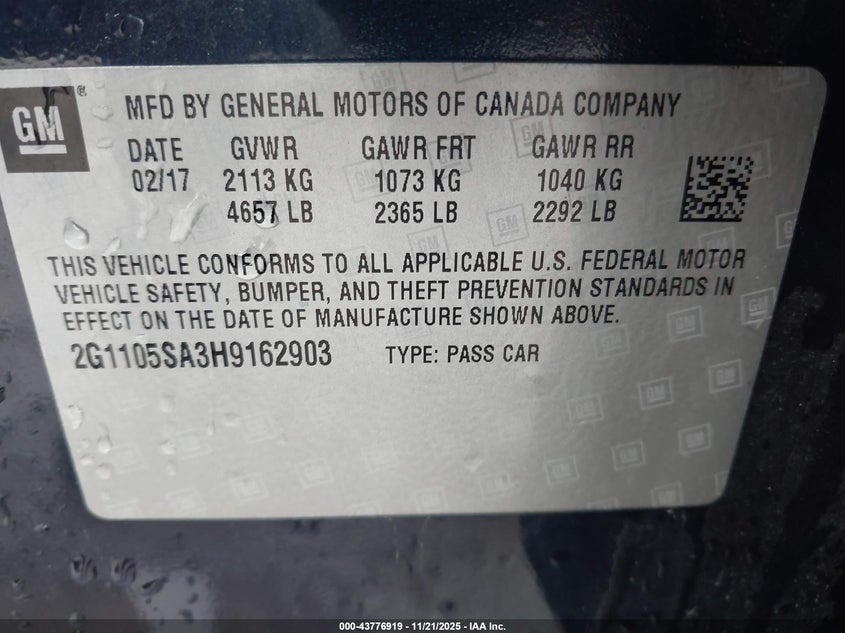 GM®
MFD BY GENERAL MOTORS OF CANADA COMPANY
DATE GVWR GAWR FRT GAWR RR
02/17 2113 KG 1073 KG 1040 KG
4657 LB 2365 LB 2292 LB
THIS VEHICLE CONFORMS TO ALL APPLICABLE U.S. FEDERAL MOTOR
VEHICLE SAFETY, BUMPER, AND THEFT PREVENTION STANDARDS IN
EFFECT ON THE DATE OF MANUFACTURE SHOWN ABOVE.
2G1105SA3H9162903 TYPE: PASS CAR
000-43776919 - 11/21/2025 - IAA Inc.